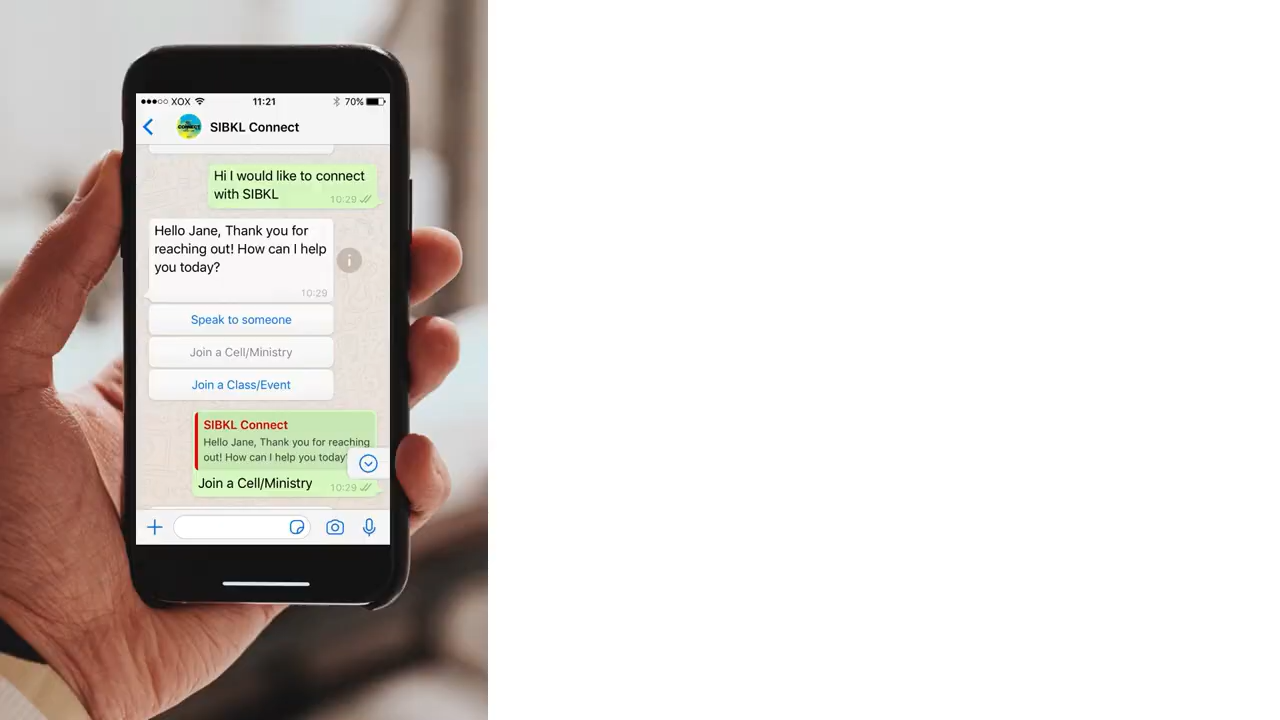 XOX
11:21
70%
SIBKL Connect
Hi I would like to connect
with SIBKL
10:29
Hello Jane, Thank you for
reaching out! How can I help
you today?
10:29
Speak to someone
Join a Cell/Ministry
Join a Class/Event
SIBKL Connect
Hello Jane, Thank you for reaching
out! How can I help you today
Join a Cell/Ministry
10:29